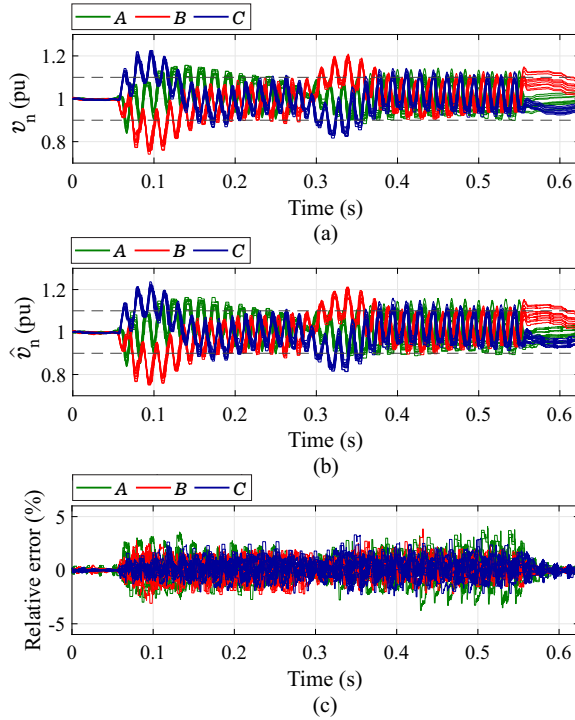 A B C
1.2
1
0.8
v_n (pu)
0 0.1 0.2 0.3 0.4 0.5 0.6
Time (s)
(a)
A B C
1.2
1
0.8
v̂_n (pu)
0 0.1 0.2 0.3 0.4 0.5 0.6
Time (s)
(b)
A B C
5
0
-5
Relative error (%)
0 0.1 0.2 0.3 0.4 0.5 0.6
Time (s)
(c)